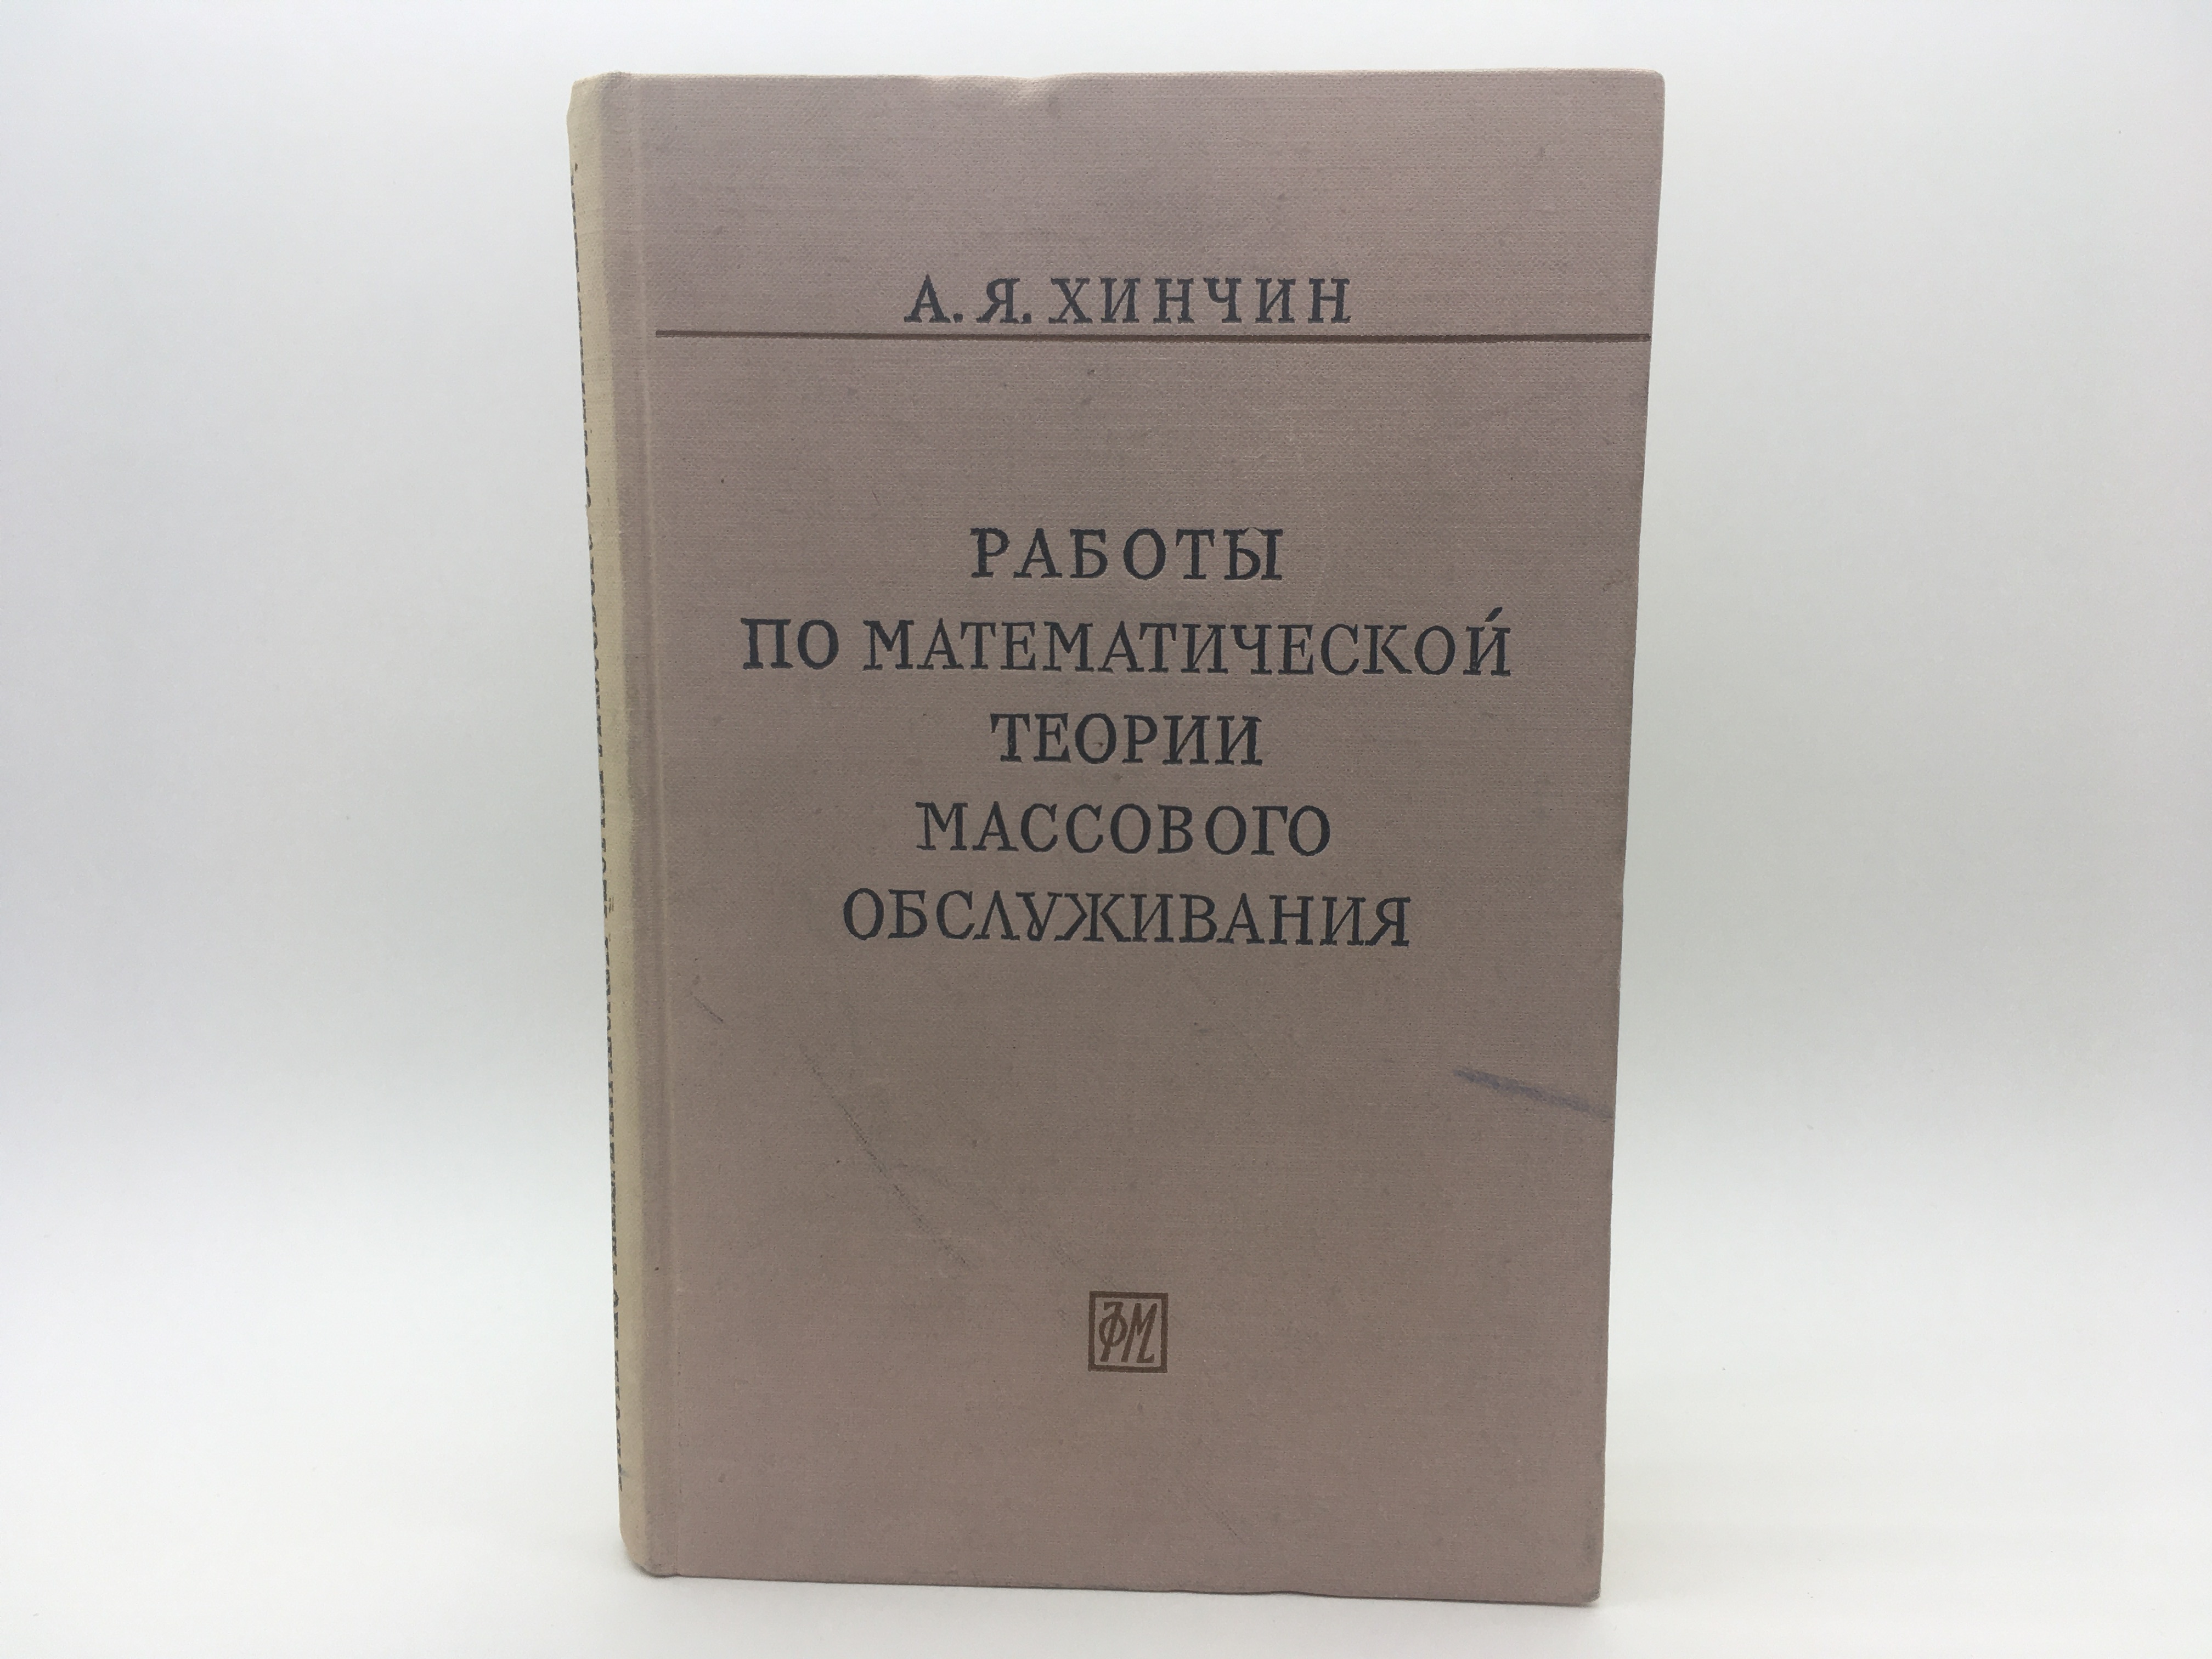 А. Я. ХИНЧИН
РАБОТЫ
ПО МАТЕМАТИЧЕСКОЙ
ТЕОРИИ
МАССОВОГО
ОБСЛУЖИВАНИЯ
ФМ